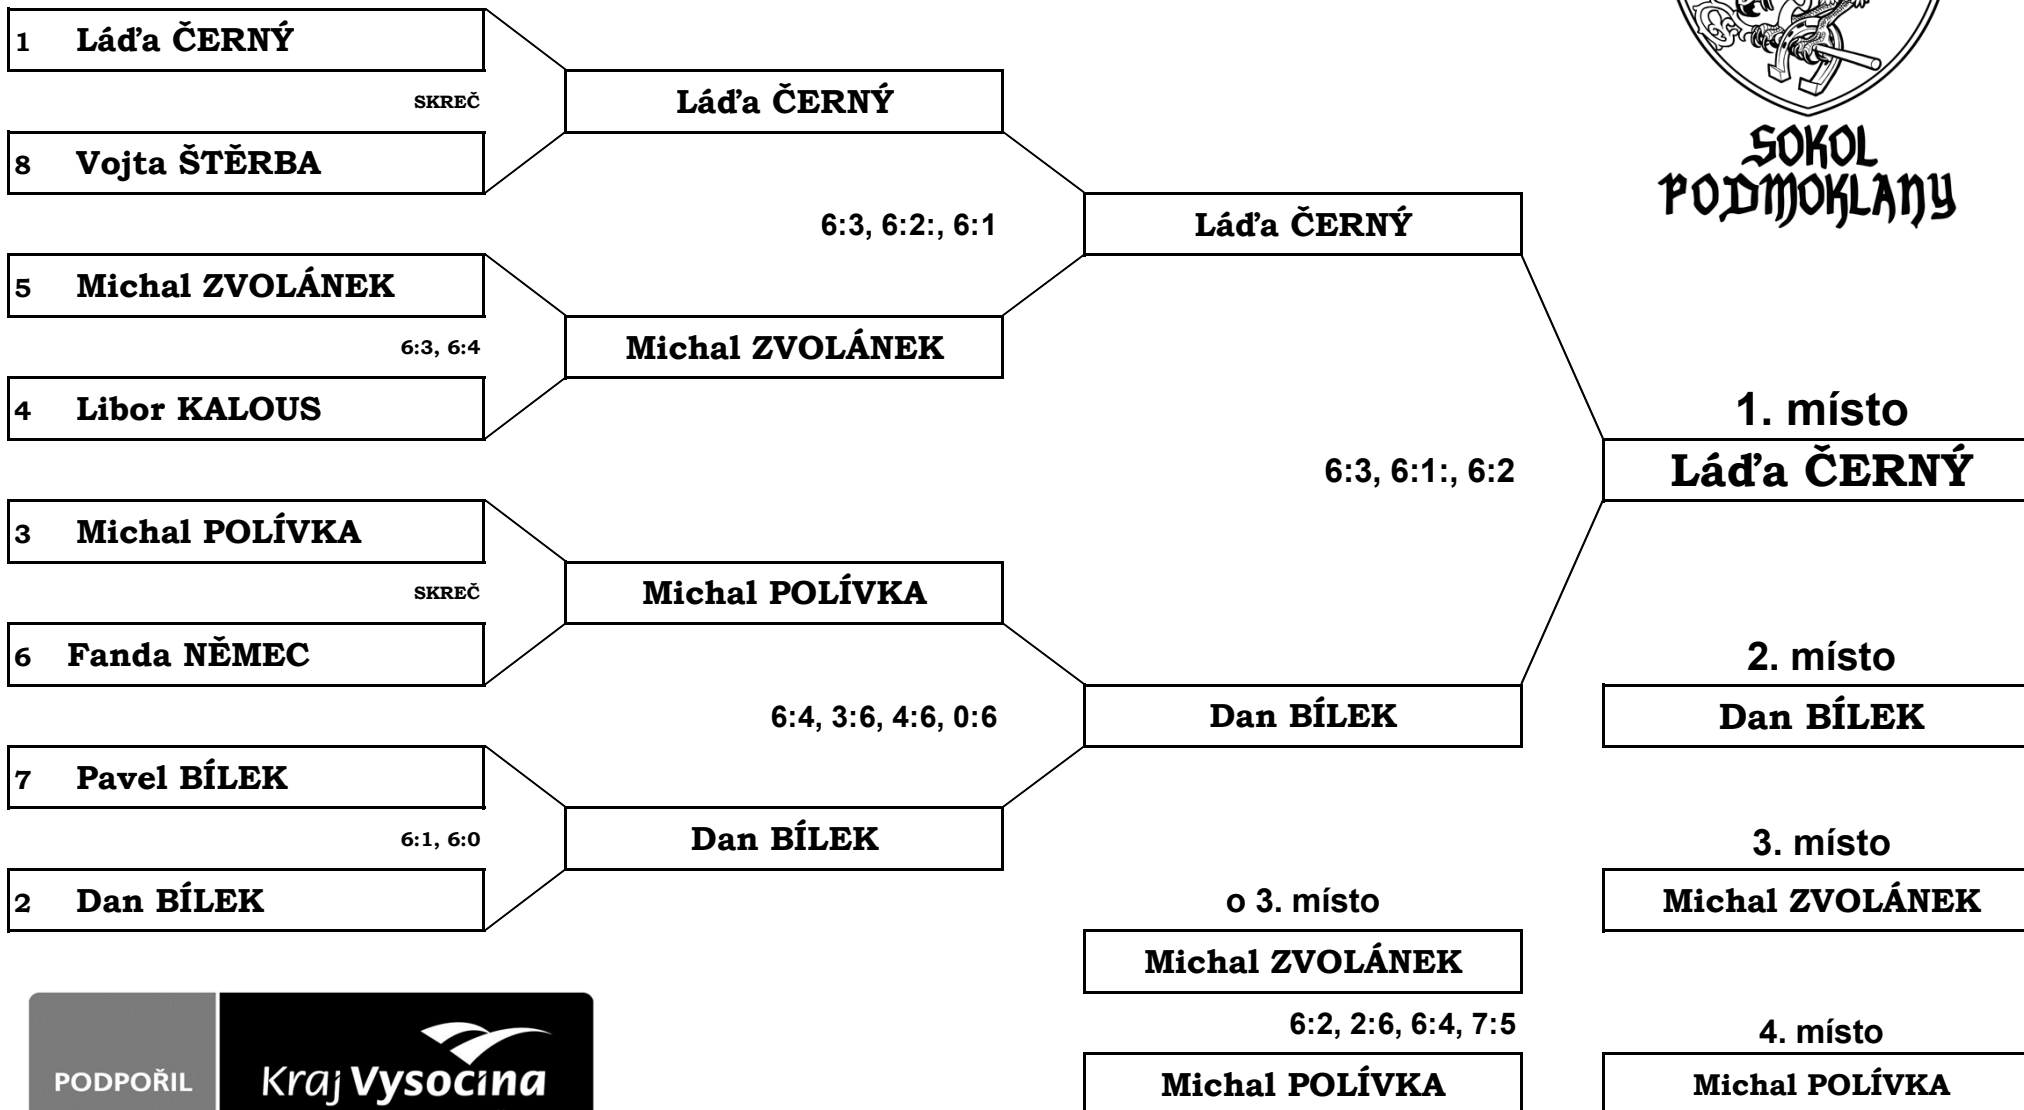 1 Láďa ČERNÝ
SKREČ
Láďa ČERNÝ
8 Vojta ŠTĚRBA
6:3, 6:2:, 6:1
Láďa ČERNÝ
5 Michal ZVOLÁNEK
6:3, 6:4
Michal ZVOLÁNEK
4 Libor KALOUS
6:3, 6:1:, 6:2
3 Michal POLÍVKA
SKREČ
Michal POLÍVKA
6 Fanda NĚMEC
6:4, 3:6, 4:6, 0:6
Dan BÍLEK
7 Pavel BÍLEK
6:1, 6:0
Dan BÍLEK
2 Dan BÍLEK
o 3. místo
Michal ZVOLÁNEK
6:2, 2:6, 6:4, 7:5
Michal POLÍVKA
SOKOL
PODMOKLANY
1. místo
Láďa ČERNÝ
2. místo
Dan BÍLEK
3. místo
Michal ZVOLÁNEK
4. místo
Michal POLÍVKA
PODPOŘIL Kraj Vysočina